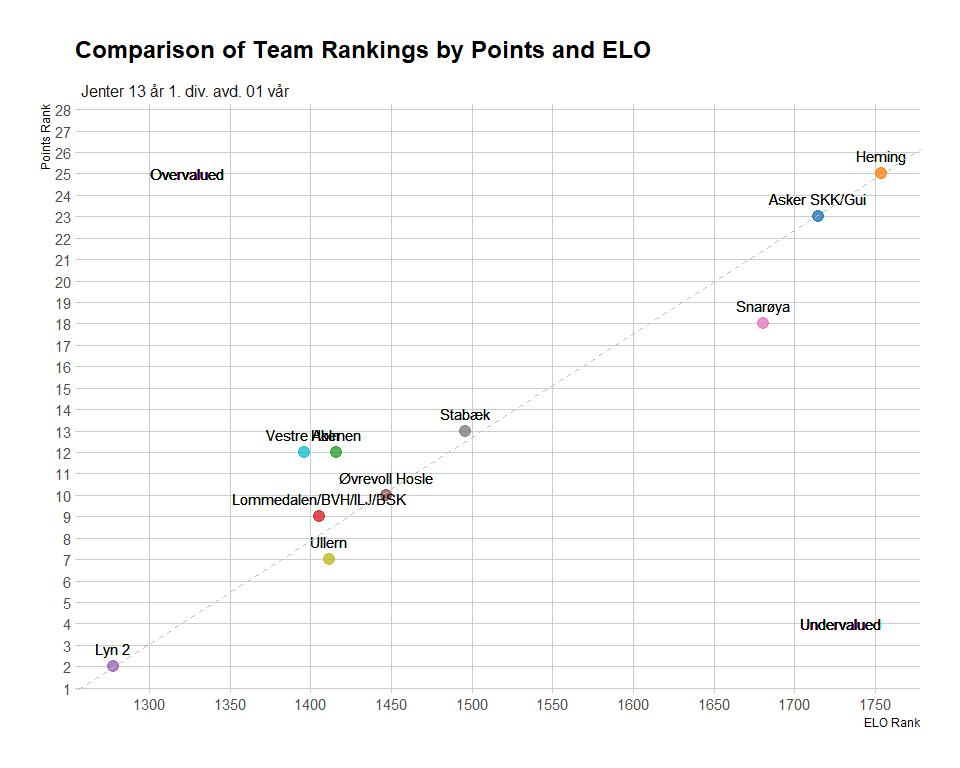 Comparison of Team Rankings by Points and ELO
Jenter 13 år 1. div. avd. 01 vår
Points Rank
28
27
26
Heming
25
Overvalued
24
Asker SKK/Gui
23
22
21
20
19
Snarøya
18
17
16
15
14
Stabæk
13
Vestre
12
11
Øvrevoll Hosle
10
Lommedalen/BVH/ILJ/BSK
9
8
Ullern
7
6
5
4
Undervalued
3
Lyn 2
2
1
1300 1350 1400 1450 1500 1550 1600 1650 1700 1750
ELO Rank